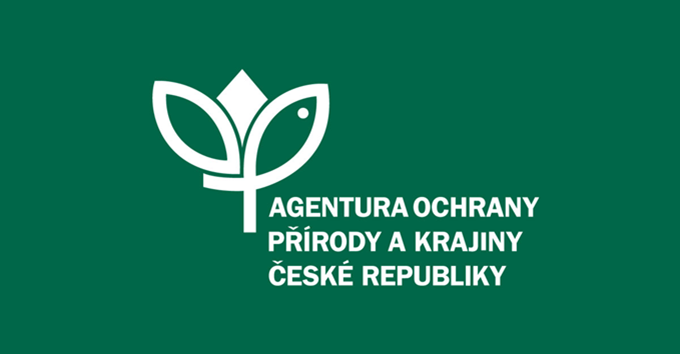 AGENTURA OCHRANY
PŘÍRODY A KRAJINY
ČESKÉ REPUBLIKY